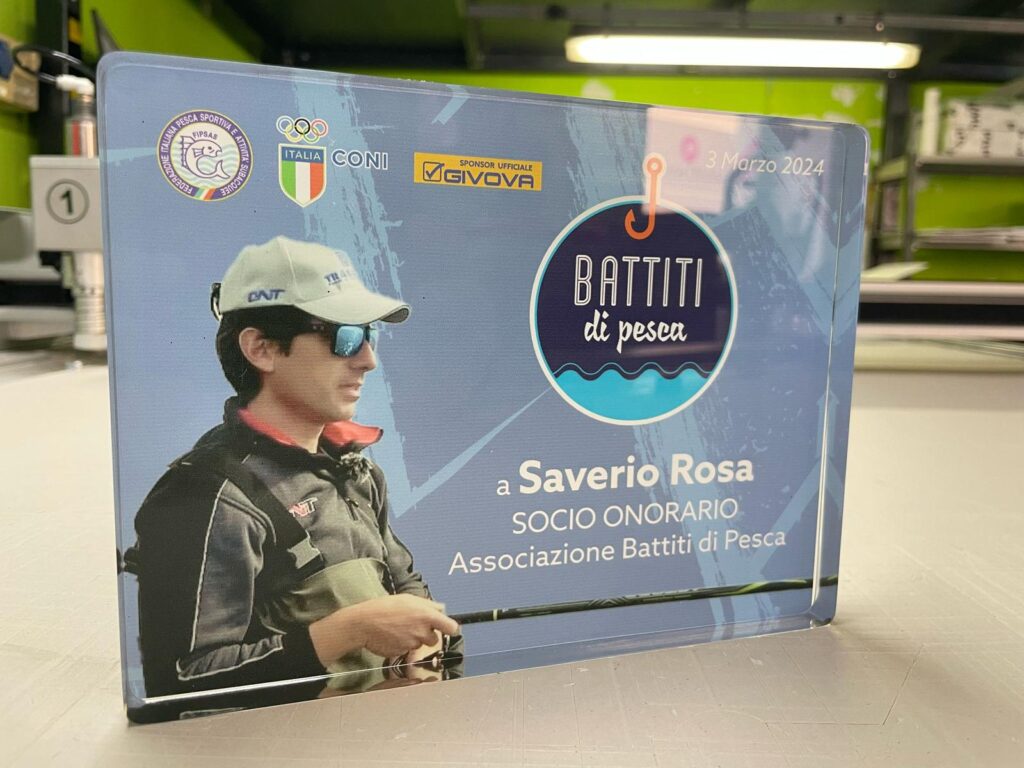 FEDERAZIONE ITALIANA PESCA SPORTIVA E ATTIVITÀ SUBACQUEE
FIPSAS
ITALIA
CONI
SPONSOR UFFICIALE
GIVOVA
3 Marzo 2024
BATTITI
di pesca
a Saverio Rosa
SOCIO ONORARIO
Associazione Battiti di Pesca
1